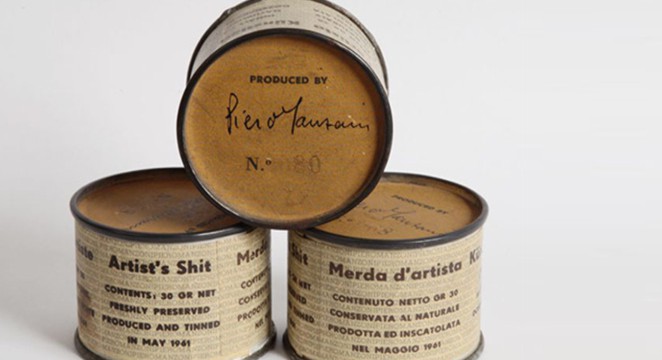 PRODUCED BY
Piero Manzoni
N.° 080
Artist's Shit
CONTENTS: 30 GR NET
FRESHLY PRESERVED
PRODUCED AND TINNED
IN MAY 1961
Merda d'artista
CONTENUTO NETTO GR 30
CONSERVATA AL NATURALE
PRODOTTA ED INSCATOLATA
NEL MAGGIO 1961